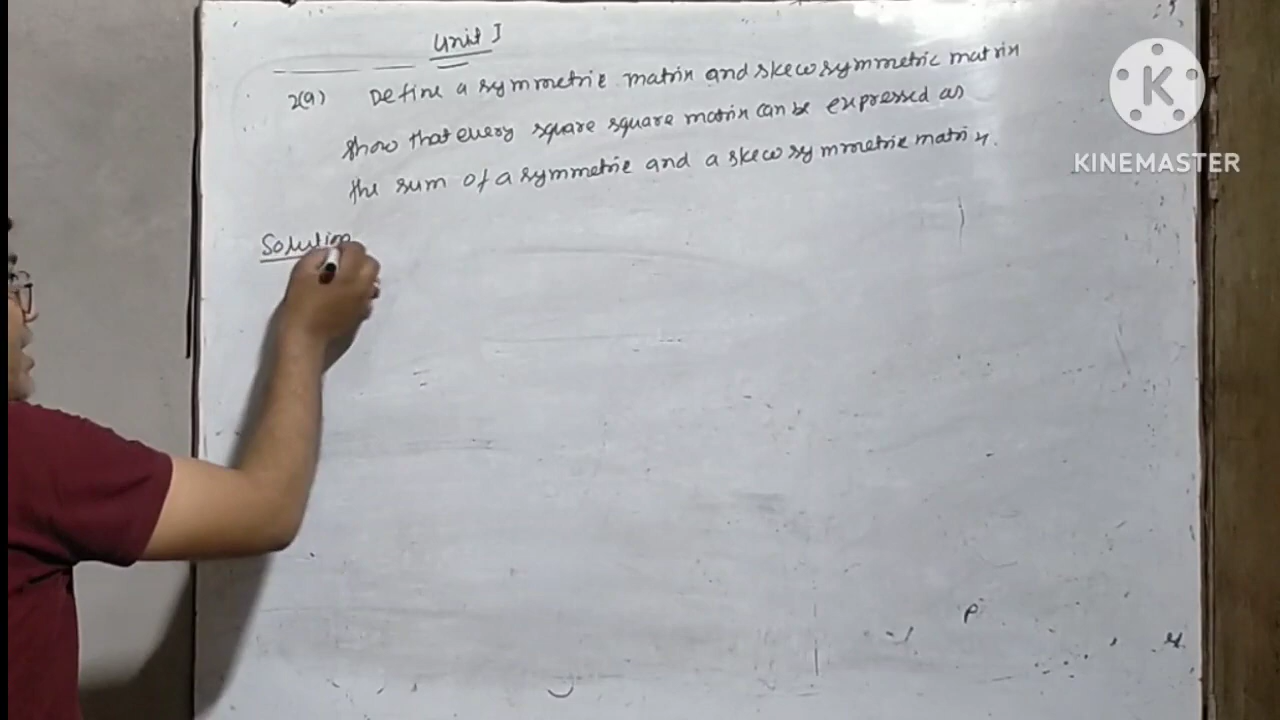 Unit I
2(a) Define a symmetric matrix and skew symmetric matrix
show that every square square matrix can be expressed as
the sum of a symmetric and a skew symmetric matrix.
Solution
K
KINEMASTER
P